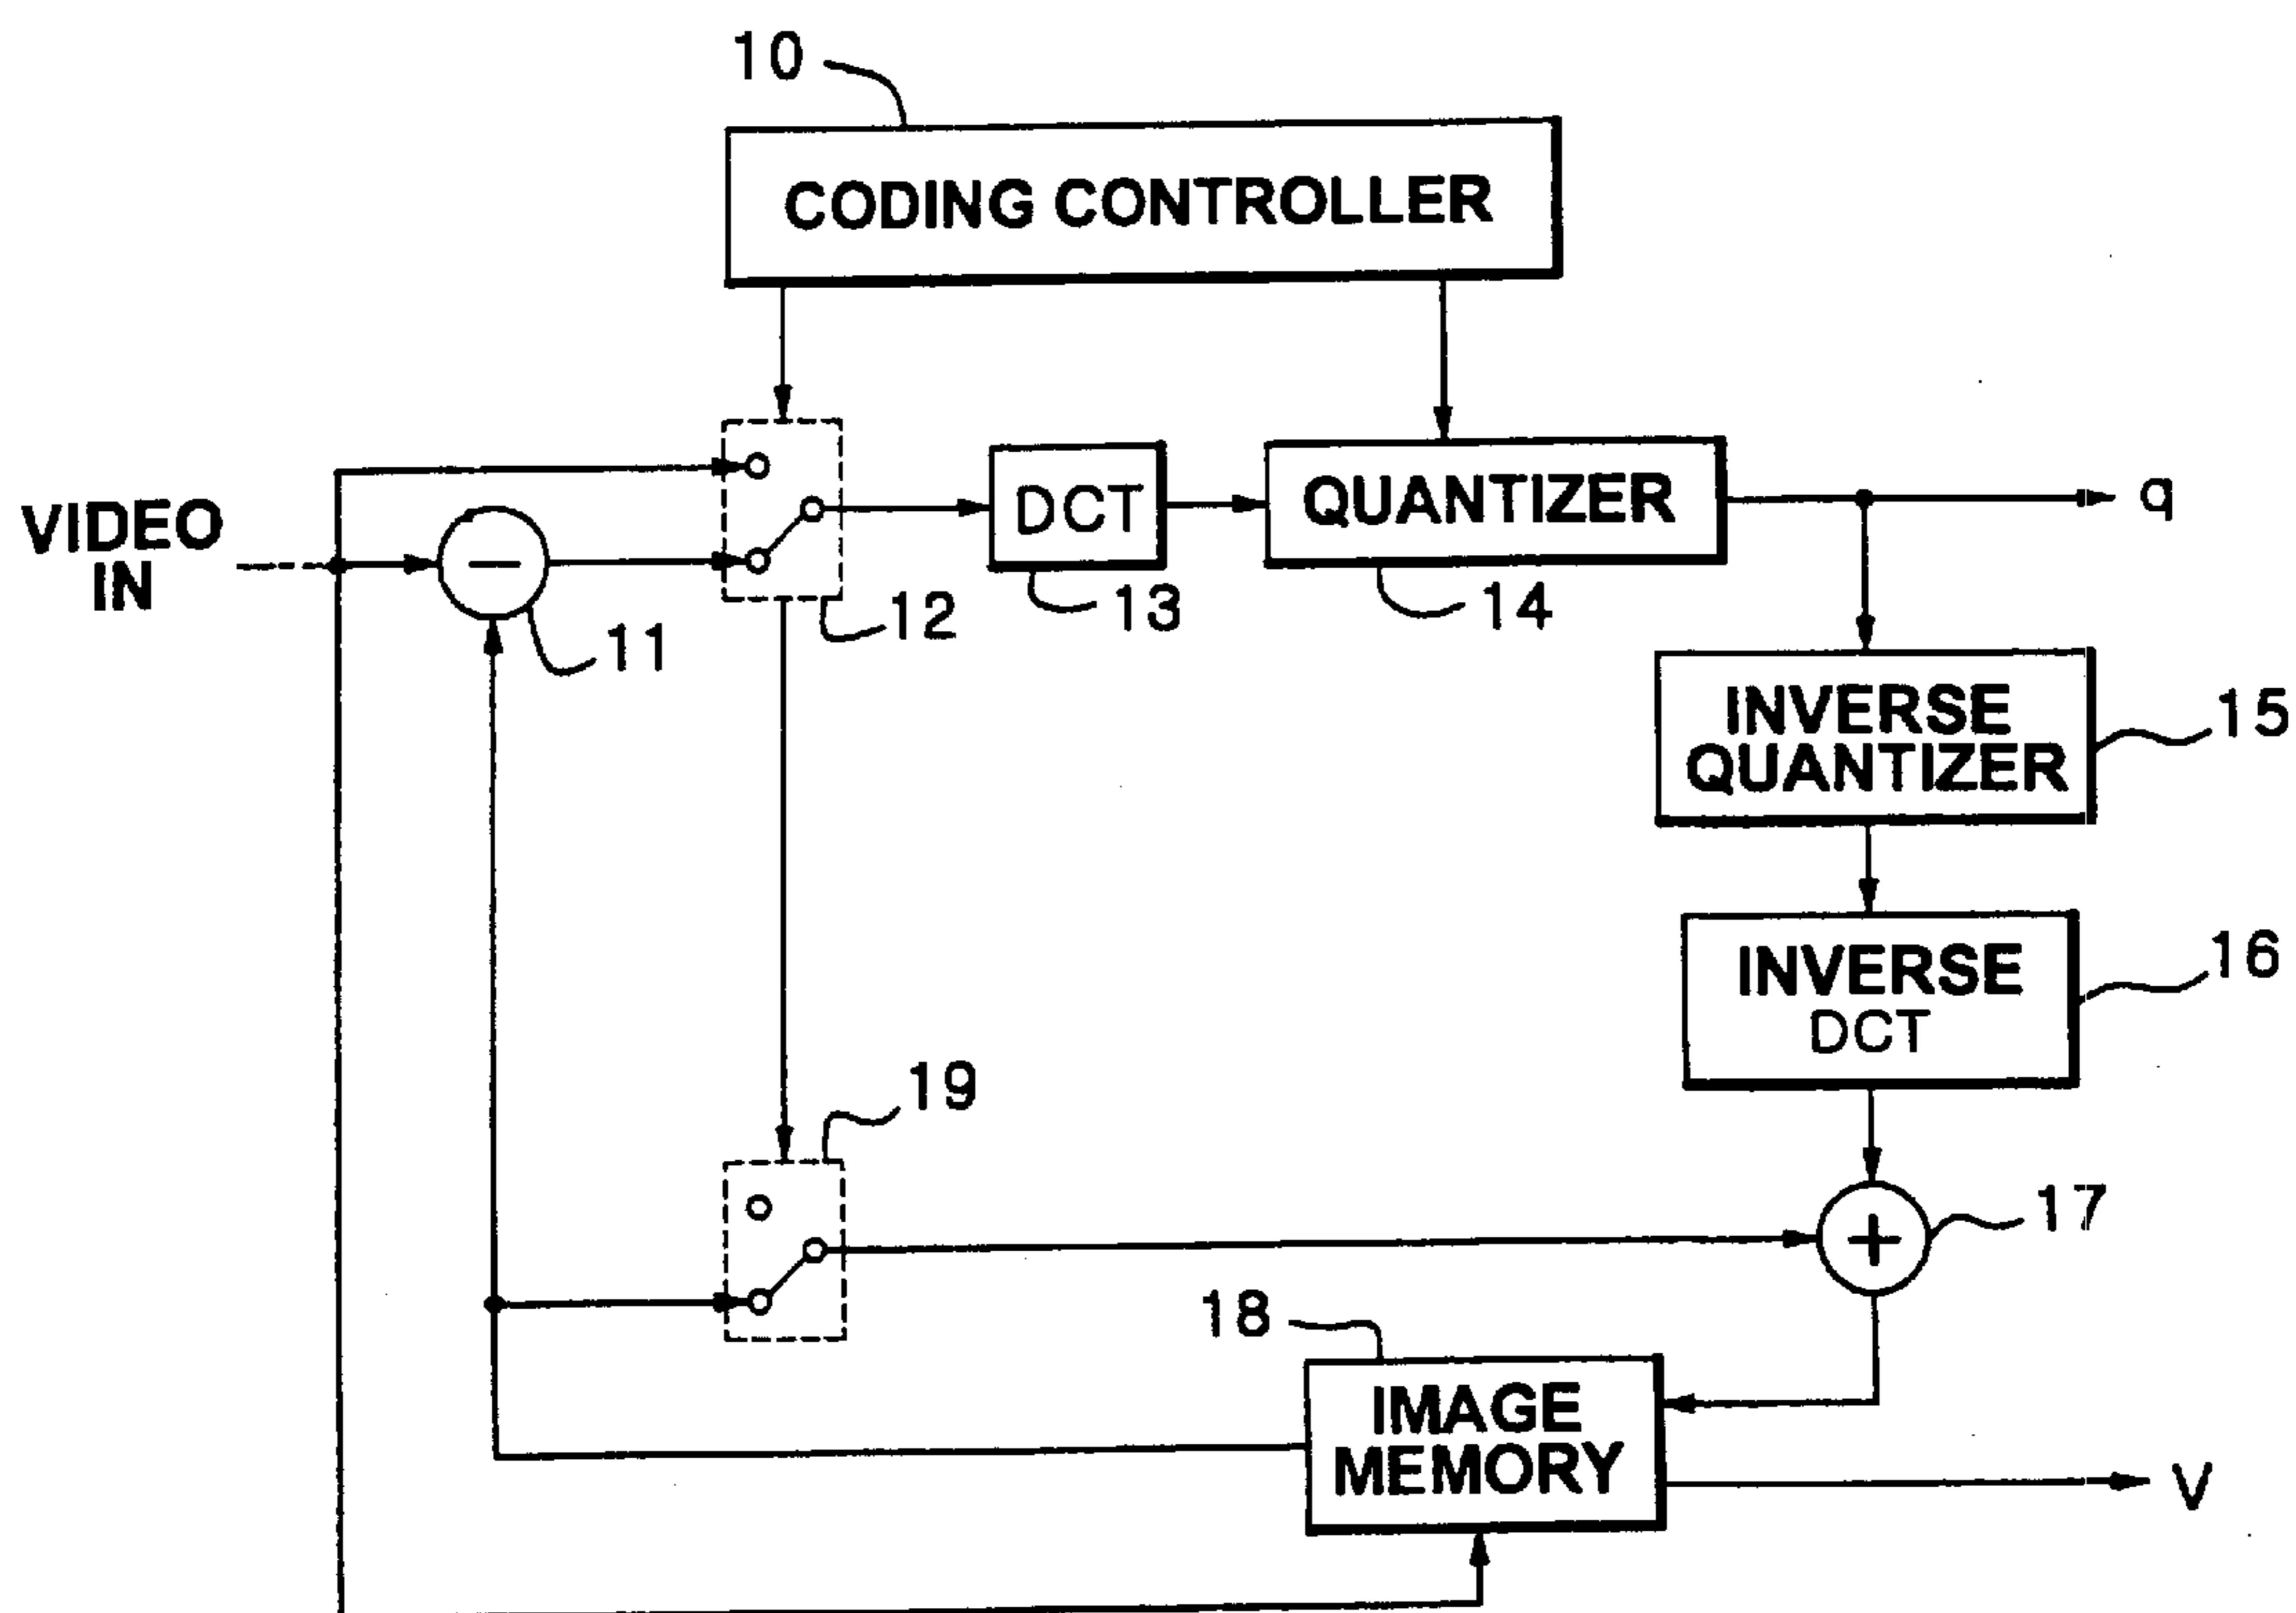 10
CODING CONTROLLER
VIDEO
IN
−
11
12
DCT
13
QUANTIZER
14
q
INVERSE
QUANTIZER
15
INVERSE
DCT
16
19
+
17
18
IMAGE
MEMORY
V